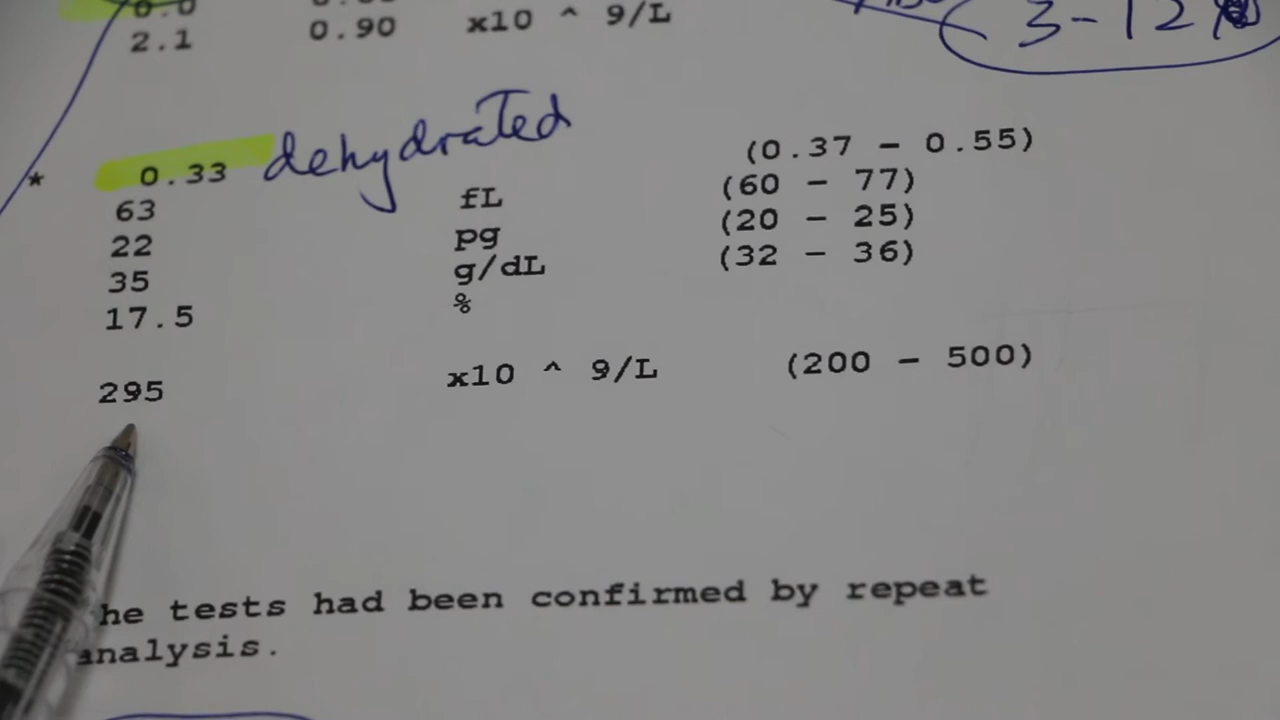 0.0
2.1 0.90 x10 ^ 9/L
3-12
dehydrated
* 0.33 (0.37 - 0.55)
63 fL (60 - 77)
22 pg (20 - 25)
35 g/dL (32 - 36)
17.5 %
295 x10 ^ 9/L (200 - 500)
he tests had been confirmed by repeat
analysis.